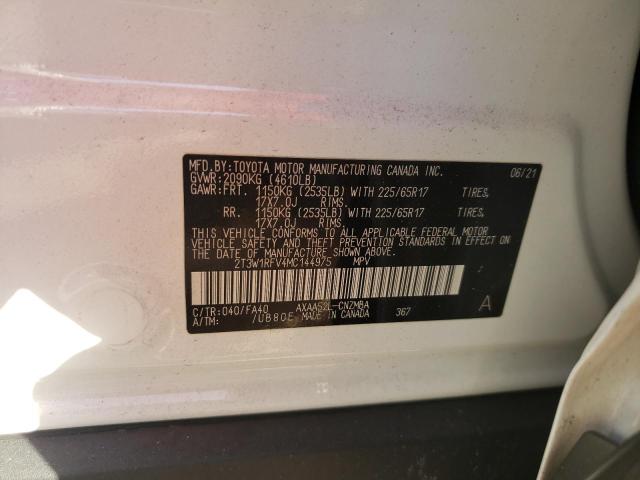 MFD.BY:TOYOTA MOTOR MANUFACTURING CANADA INC. 06/21
GVWR:2090KG (4610LB)
GAWR:FRT. 1150KG (2535LB) WITH 225/65R17 TIRES,
17X7.0J RIMS.
RR. 1150KG (2535LB) WITH 225/65R17 TIRES,
17X7.0J RIMS.
THIS VEHICLE CONFORMS TO ALL APPLICABLE FEDERAL MOTOR
VEHICLE SAFETY AND THEFT PREVENTION STANDARDS IN EFFECT ON
THE DATE OF MANUFACTURE SHOWN ABOVE.
2T3W1RFV4MC144975 MPV
C/TR:040/FA40 AXAA52L-CNZMBA A
A/TM: /UB80E MADE IN CANADA 367